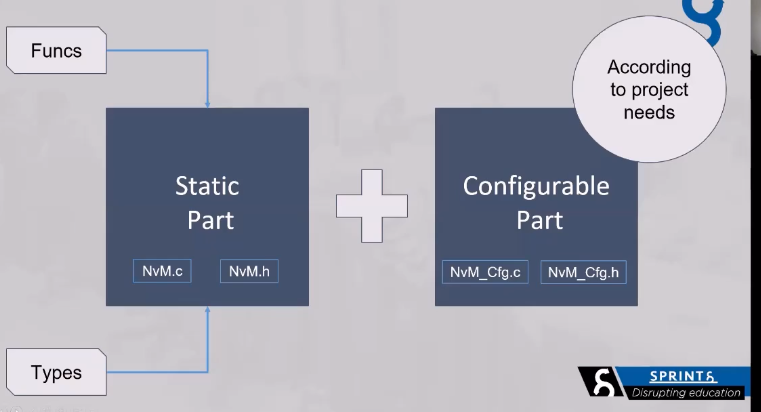 Funcs
According
to project
needs
Static
Part
Configurable
Part
NvM.c
NvM.h
NvM_Cfg.c
NvM_Cfg.h
Types
SPRINTS
Disrupting education